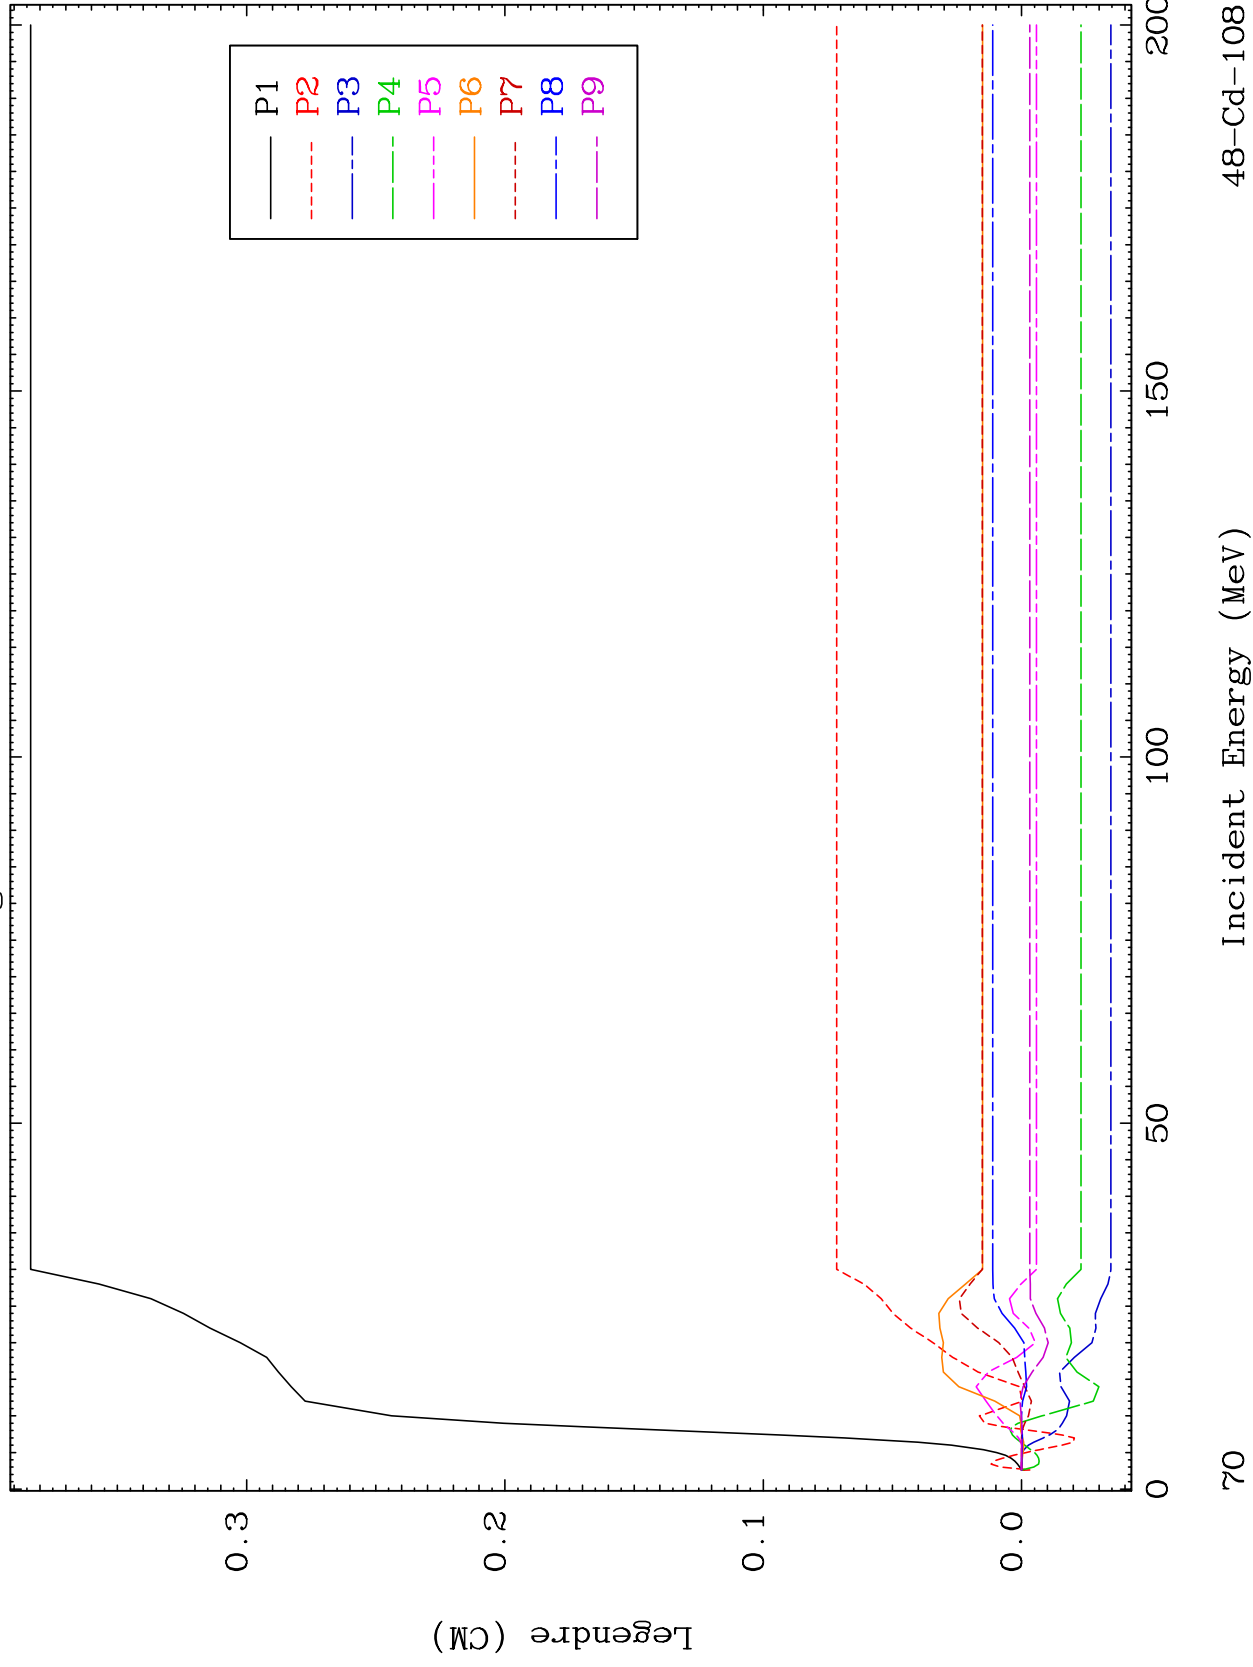 P1
P2
P3
P4
P5
P6
P7
P8
P9
0.3
0.2
0.1
0.0
Legendre (CM)
0
50
100
150
200
Incident Energy (MeV)
70
48-Cd-108